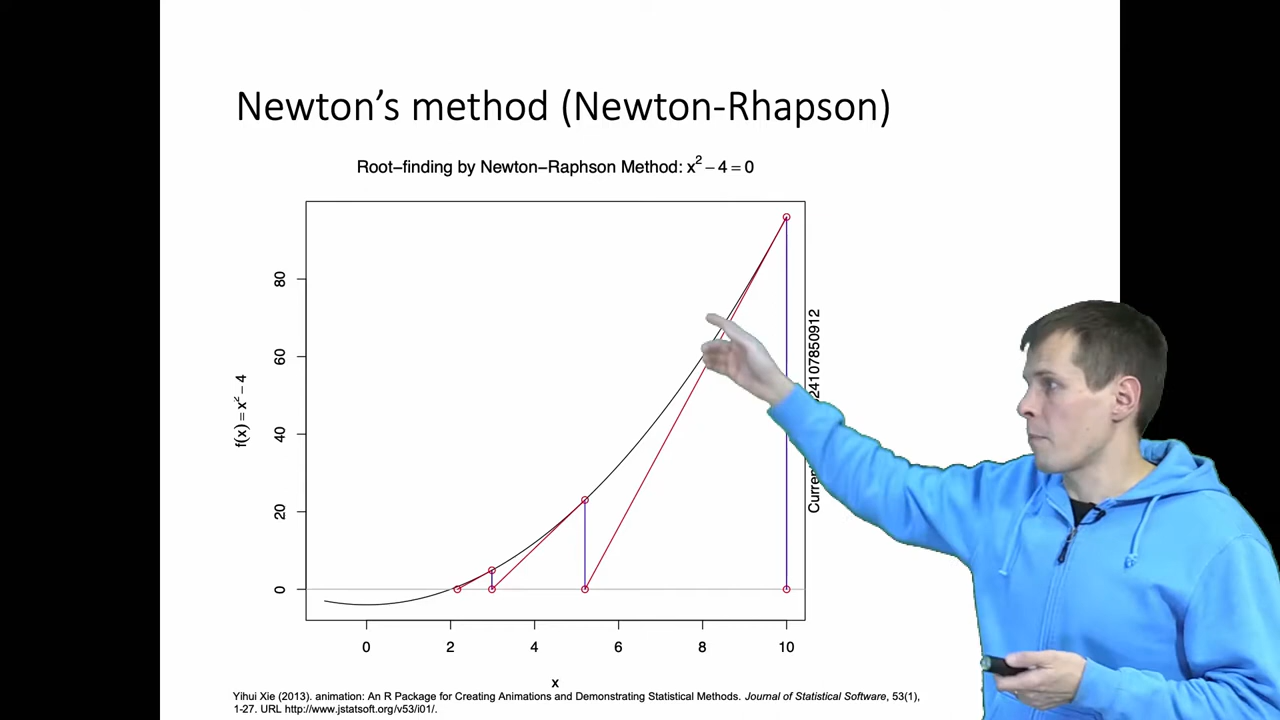 Newton's method (Newton-Rhapson)
Root−finding by Newton−Raphson Method: x² − 4 = 0
f(x) = x² − 4
80
60
40
20
0
0 2 4 6 8 10
x
24107850912
Yihui Xie (2013). animation: An R Package for Creating Animations and Demonstrating Statistical Methods. Journal of Statistical Software, 53(1),
1-27. URL http://www.jstatsoft.org/v53/i01/.